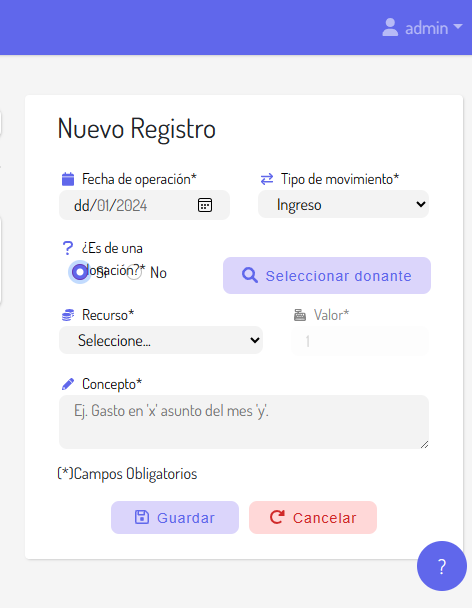 admin
Nuevo Registro
Fecha de operación* Tipo de movimiento*
dd/01/2024 Ingreso
¿Es de una
donación?*
Si No Seleccionar donante
Recurso* Valor*
Seleccione... 1
Concepto*
Ej. Gasto en 'x' asunto del mes 'y'.
(*)Campos Obligatorios
Guardar Cancelar
?